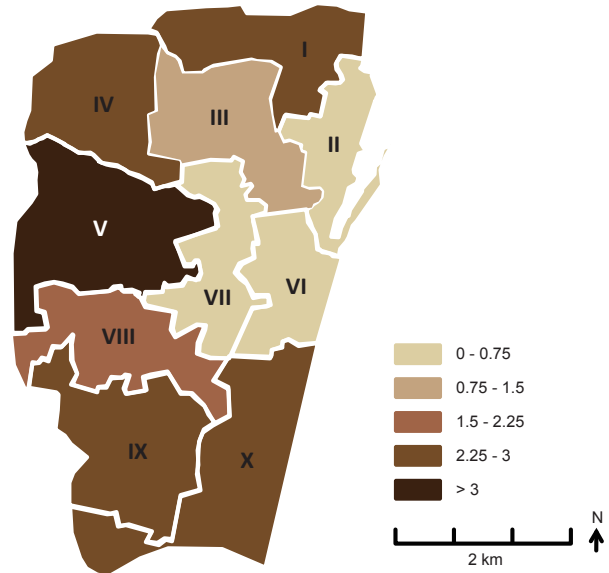 I
IV
III
II
V
VI
VII
VIII
IX
X
0 - 0.75
0.75 - 1.5
1.5 - 2.25
2.25 - 3
> 3
N
2 km